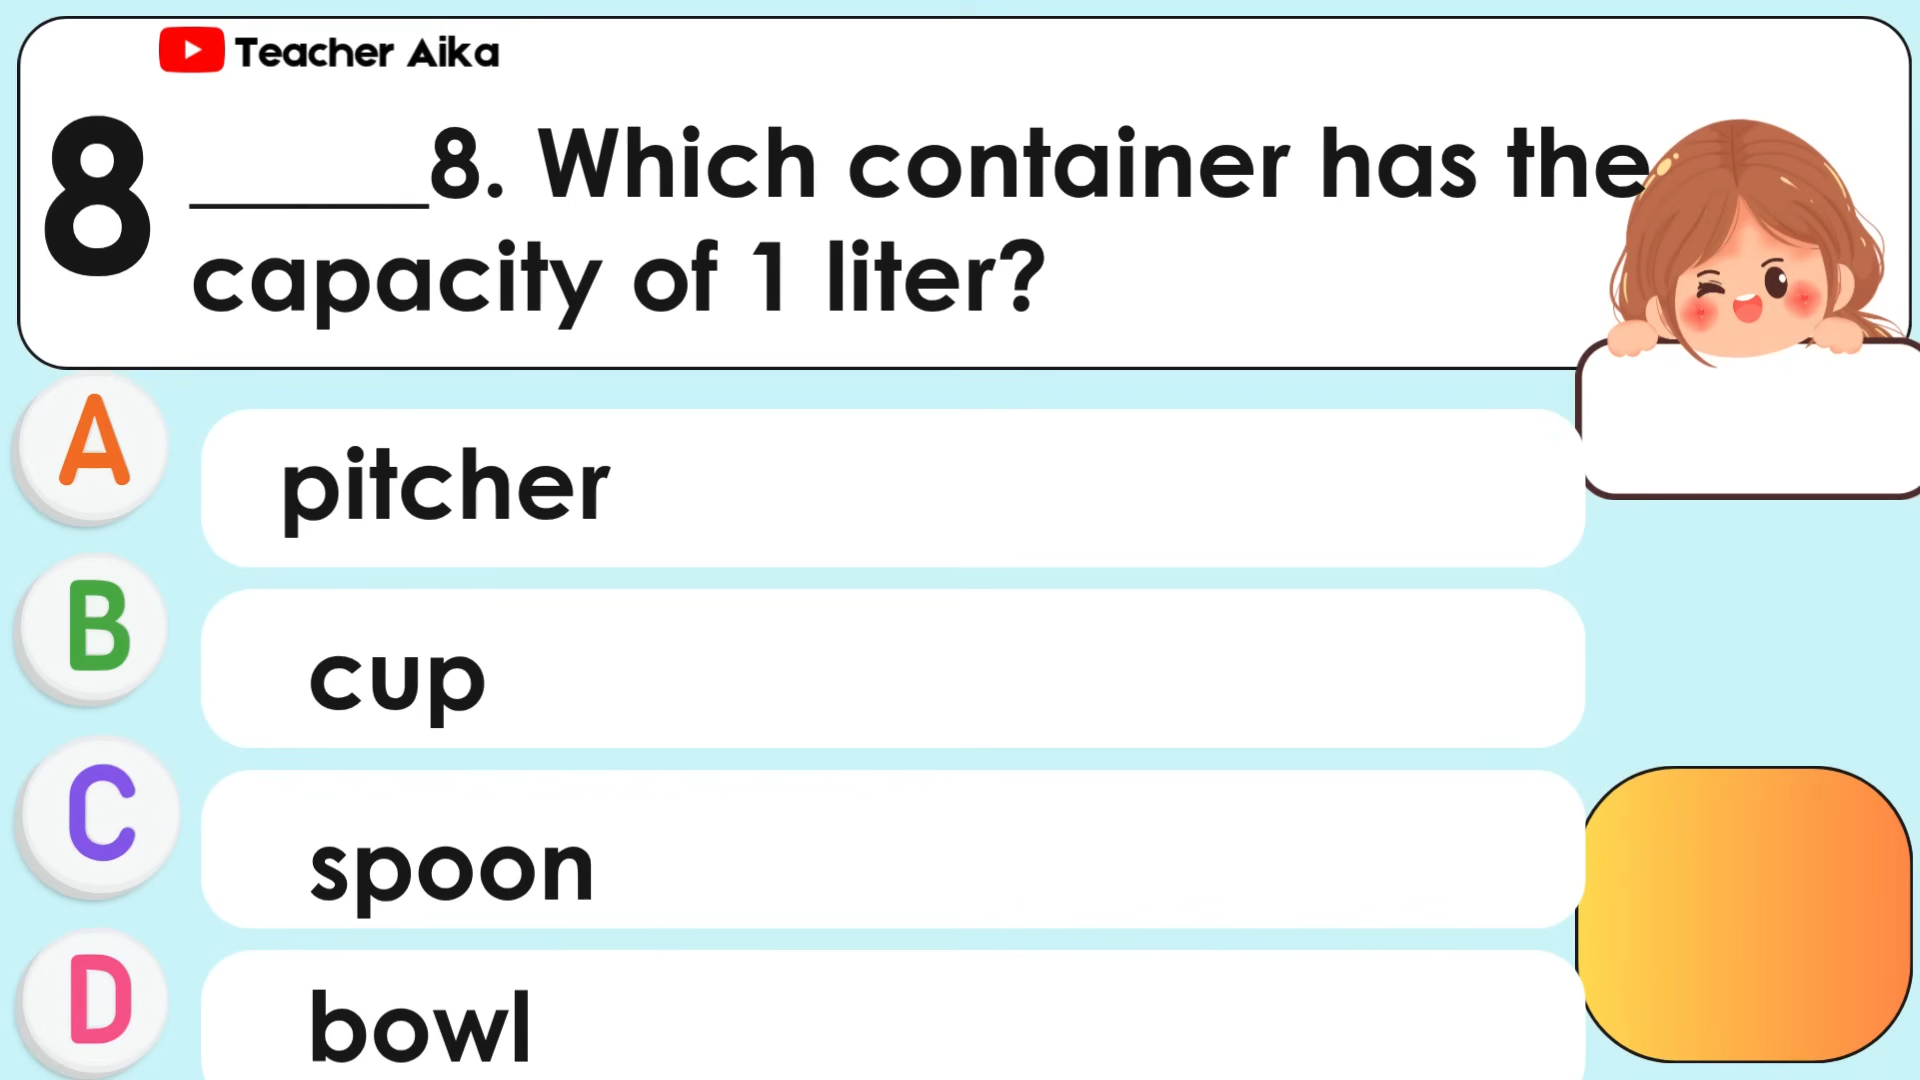 Teacher Aika
8
______8. Which container has the
capacity of 1 liter?
A
pitcher
B
cup
C
spoon
D
bowl